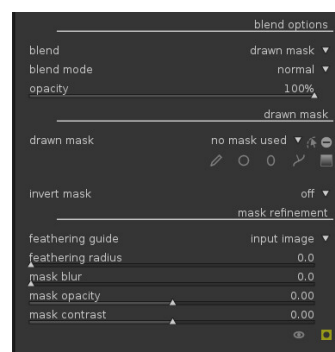 blend options
blend drawn mask
blend mode normal
opacity 100%
drawn mask
drawn mask no mask used
invert mask off
mask refinement
feathering guide input image
feathering radius 0.0
mask blur 0.0
mask opacity 0.00
mask contrast 0.00